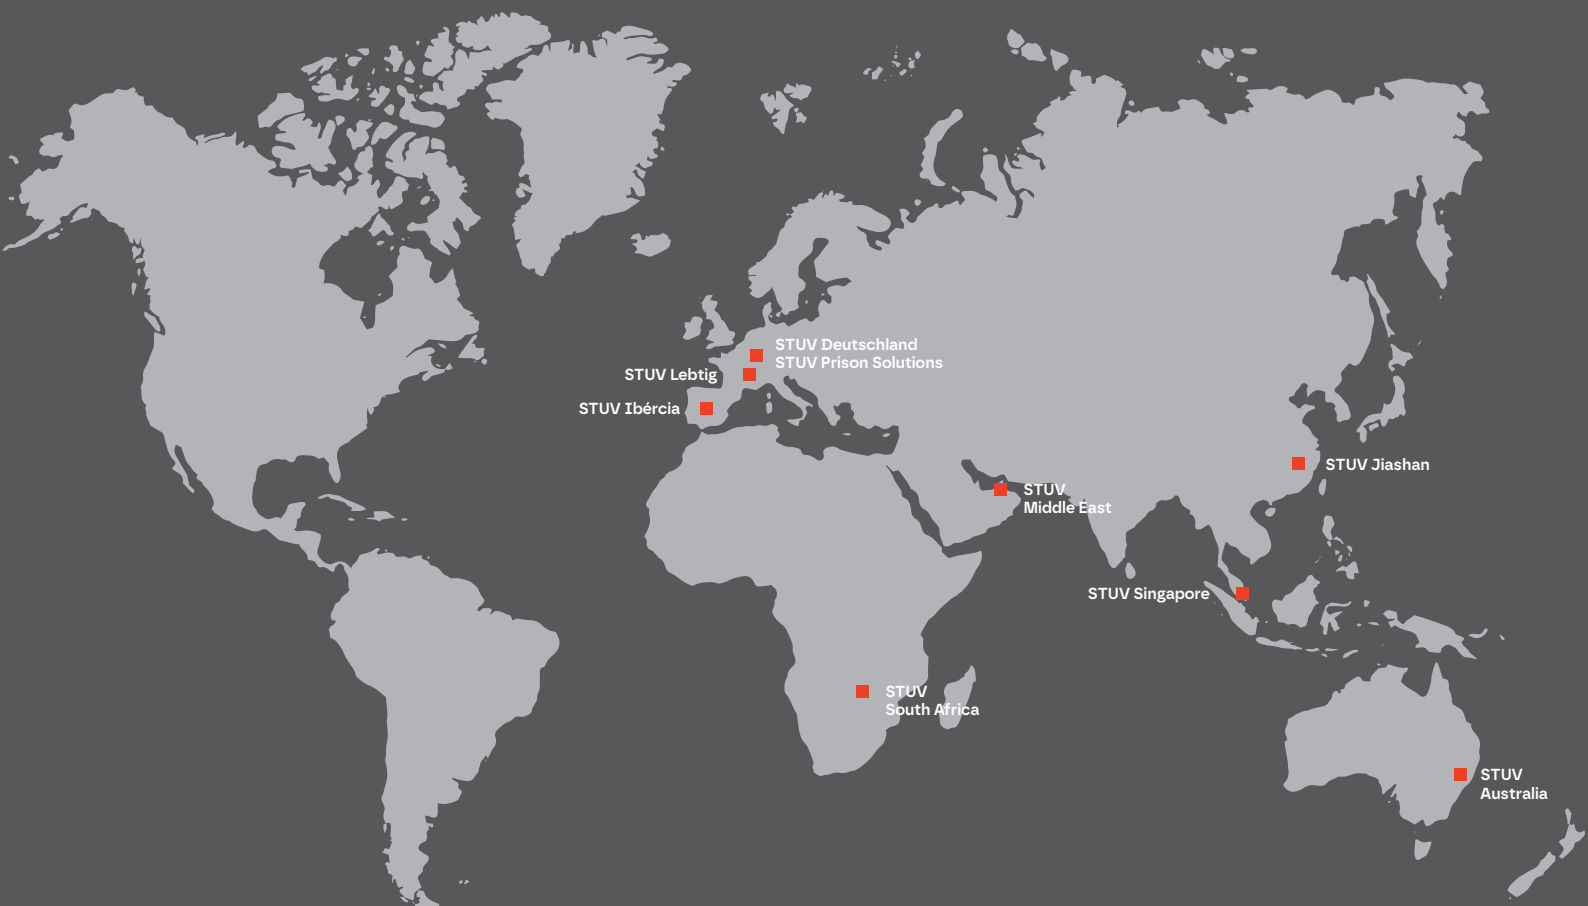 STUV Deutschland
STUV Prison Solutions
STUV Lebtig
STUV Ibércia
STUV Jiashan
STUV
Middle East
STUV Singapore
STUV
South Africa
STUV
Australia